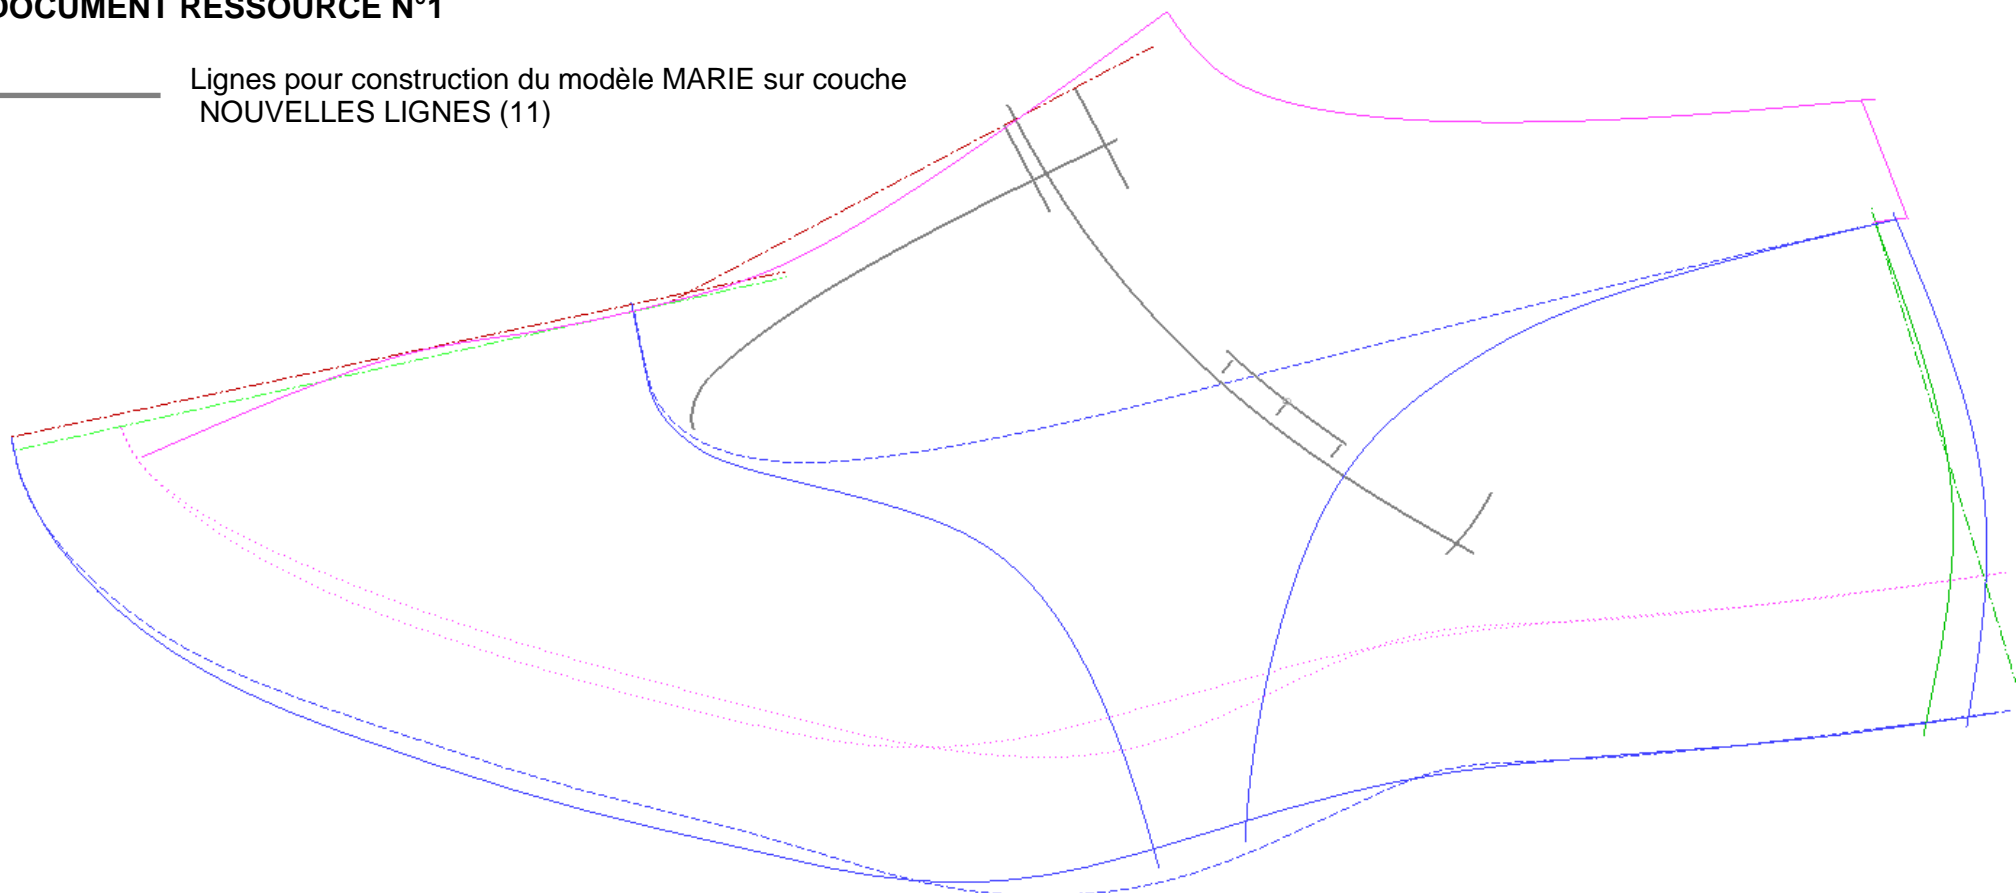 DOCUMENT RESSOURCE N°1
Lignes pour construction du modèle MARIE sur couche
NOUVELLES LIGNES (11)